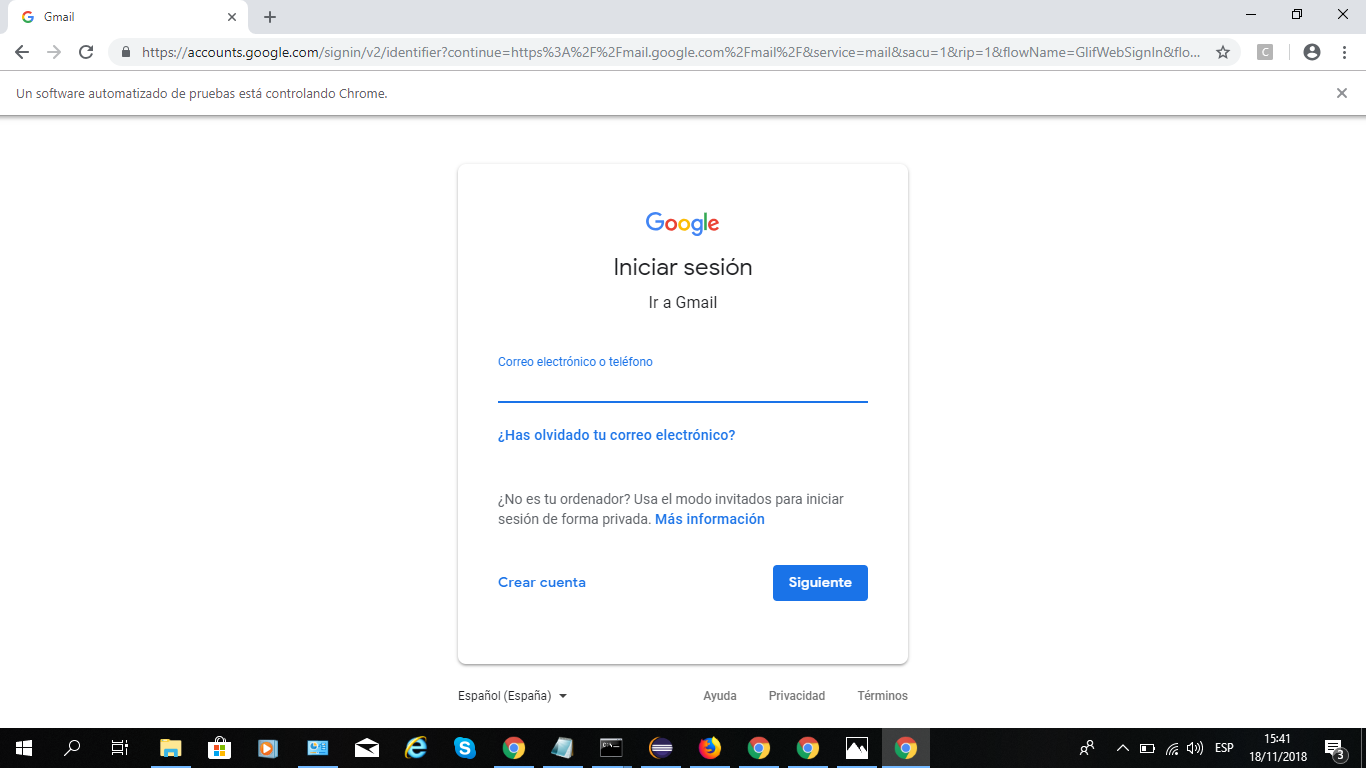 Gmail
https://accounts.google.com/signin/v2/identifier?continue=https%3A%2F%2Fmail.google.com%2Fmail%2F&service=mail&sacu=1&rip=1&flowName=GlifWebSignIn&flo...
C
Un software automatizado de pruebas está controlando Chrome.
Google
Iniciar sesión
Ir a Gmail
Correo electrónico o teléfono
¿Has olvidado tu correo electrónico?
¿No es tu ordenador? Usa el modo invitados para iniciar
sesión de forma privada. Más información
Crear cuenta
Siguiente
Español (España)
Ayuda Privacidad Términos
ESP
15:41
18/11/2018
3